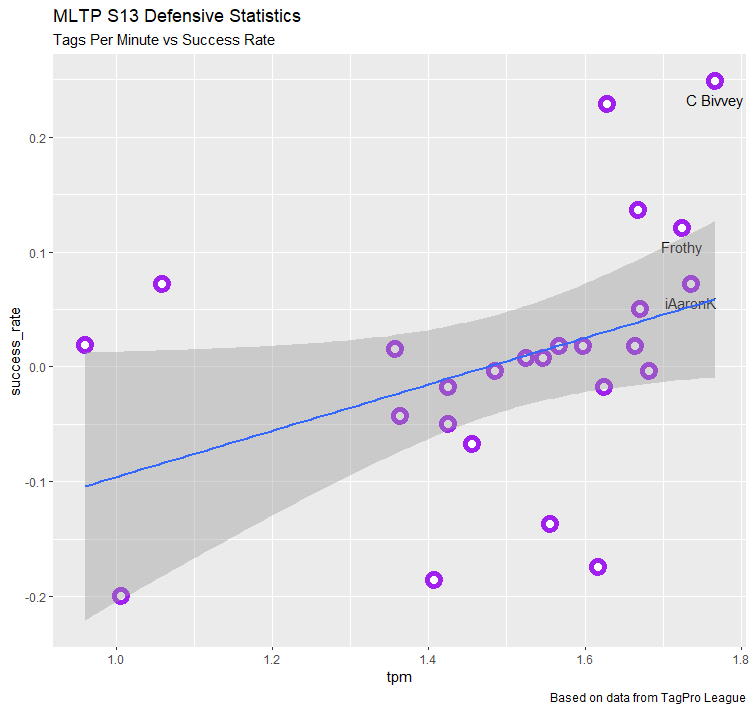 MLTP S13 Defensive Statistics
Tags Per Minute vs Success Rate
C Bivvey
0.2
Frothy
0.1
iAaronK
success_rate
0.0
-0.1
-0.2
1.0 1.2 1.4 1.6 1.8
tpm
Based on data from TagPro League